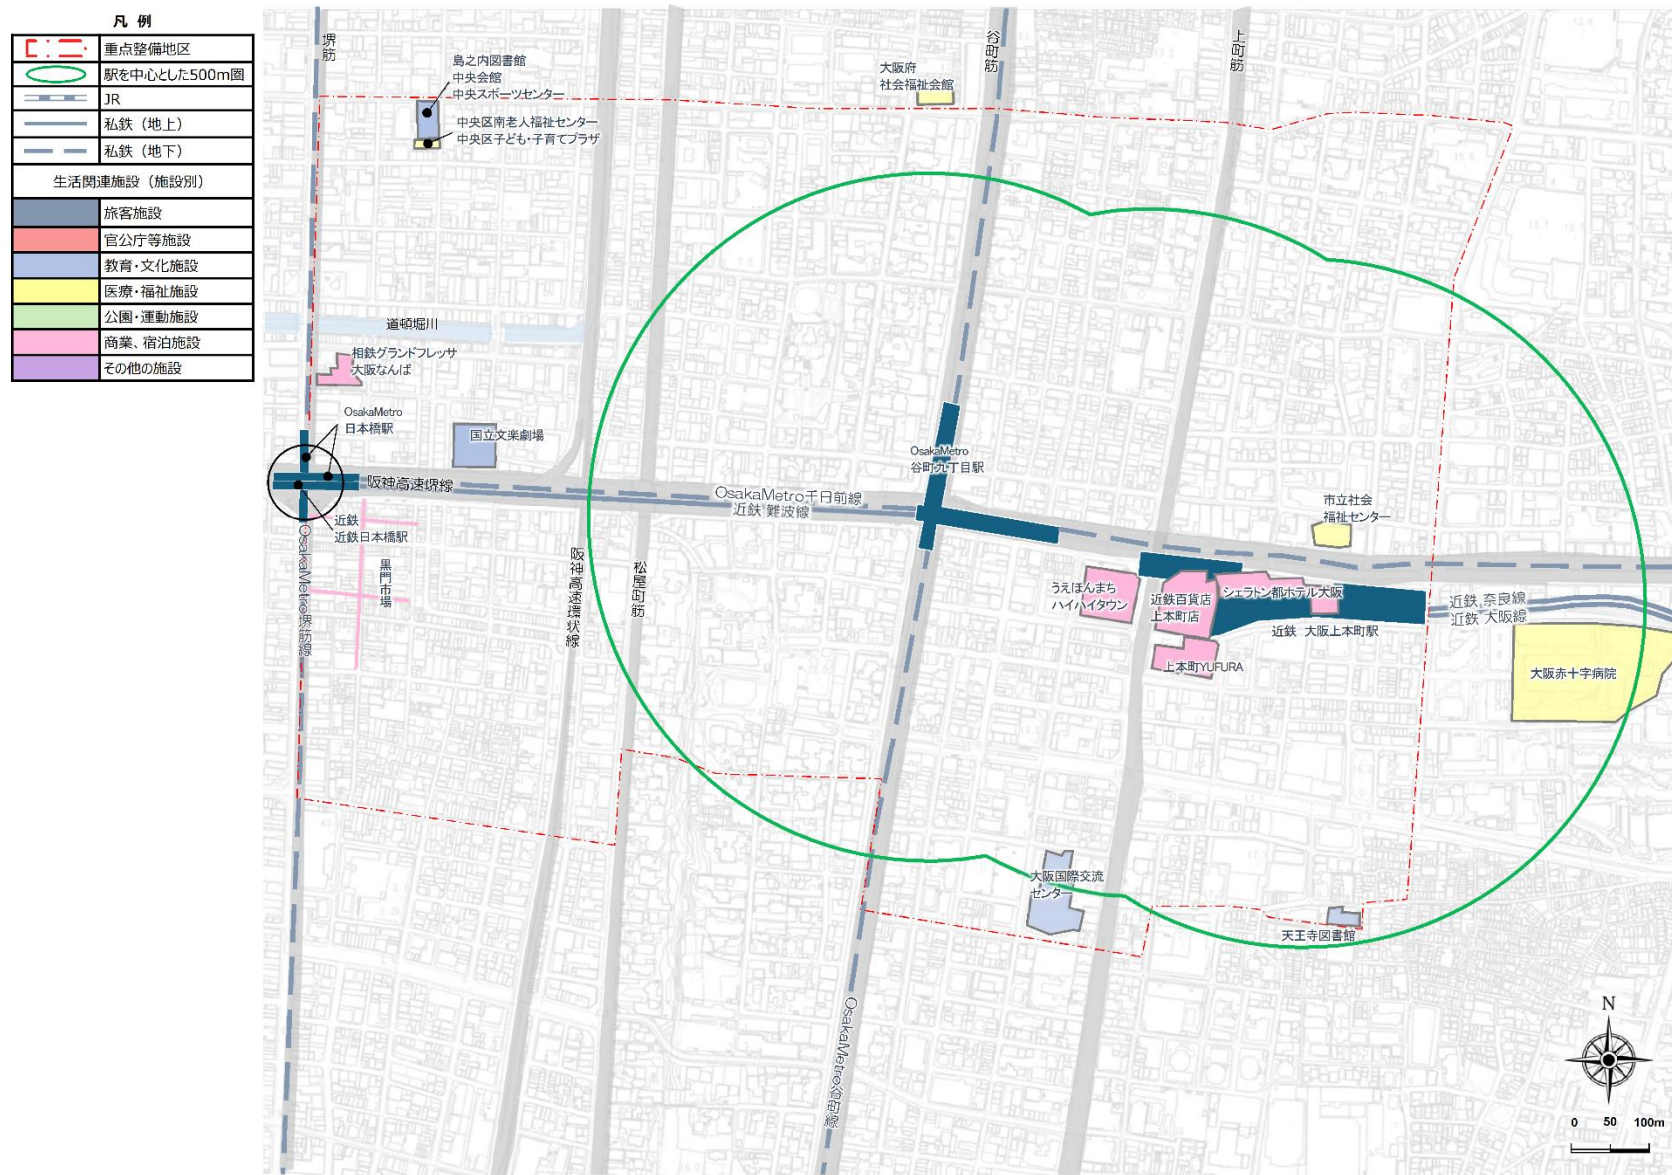 凡 例
重点整備地区
駅を中心とした500m圏
JR
私鉄（地上）
私鉄（地下）
生活関連施設（施設別）
旅客施設
官公庁等施設
教育・文化施設
医療・福祉施設
公園・運動施設
商業、宿泊施設
その他の施設
堺筋
島之内図書館
中央会館
中央スポーツセンター
中央区南老人福祉センター
中央区子ども・子育てプラザ
大阪府
社会福祉会館
谷町筋
上町筋
道頓堀川
相鉄グランドフレッサ
大阪なんば
OsakaMetro
日本橋駅
国立文楽劇場
阪神高速堺線
近鉄
近鉄日本橋駅
OsakaMetro堺筋線
黒門市場
阪神高速環状線
松屋町筋
OsakaMetro千日前線
近鉄 難波線
OsakaMetro
谷町九丁目駅
市立社会
福祉センター
うえほんまち
ハイハイタウン
近鉄百貨店
上本町店
シェラトン都ホテル大阪
近鉄 大阪上本町駅
上本町YUFURA
近鉄 奈良線
近鉄 大阪線
大阪赤十字病院
大阪国際交流
センター
天王寺図書館
OsakaMetro谷町線
N
0 50 100m